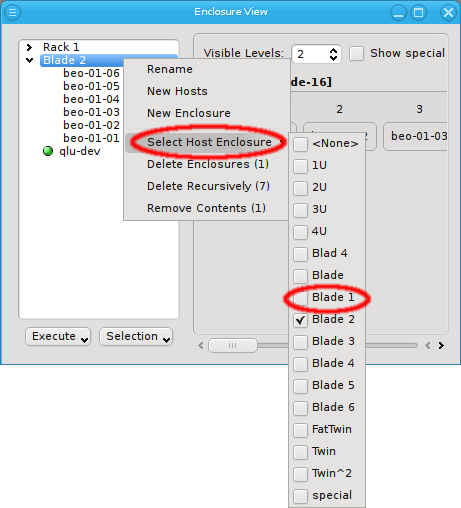 Enclosure View
Rack 1
Blade 2
beo-01-06
beo-01-05
beo-01-04
beo-01-03
beo-01-02
beo-01-01
qlu-dev
Execute
Selection
Visible Levels: 2 Show special
de-16]
2 3
2 beo-01-03
Rename
New Hosts
New Enclosure
Select Host Enclosure
Delete Enclosures (1)
Delete Recursively (7)
Remove Contents (1)
<None>
1U
2U
3U
4U
Blad 4
Blade
Blade 1
Blade 2
Blade 3
Blade 4
Blade 5
Blade 6
FatTwin
Twin
Twin^2
special